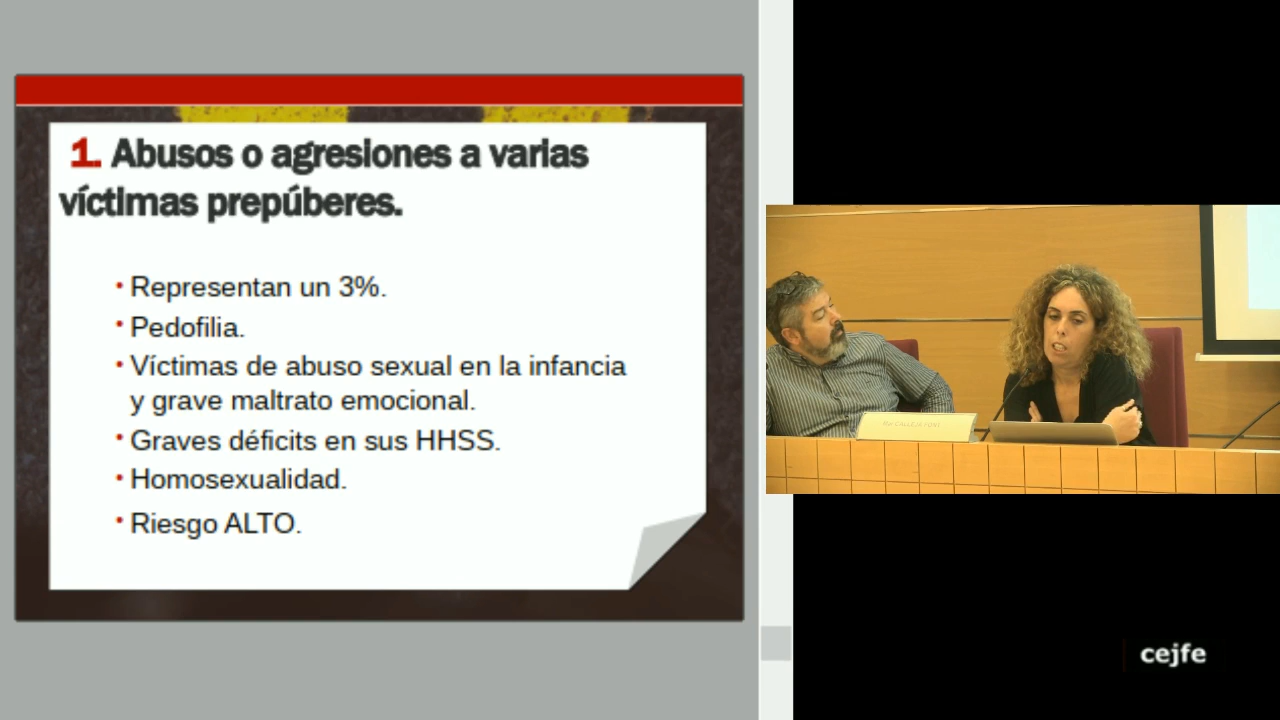 1. Abusos o agresiones a varias
víctimas prepúberes.
• Representan un 3%.
• Pedofilia.
• Víctimas de abuso sexual en la infancia
y grave maltrato emocional.
• Graves déficits en sus HHSS.
• Homosexualidad.
• Riesgo ALTO.
cejfe